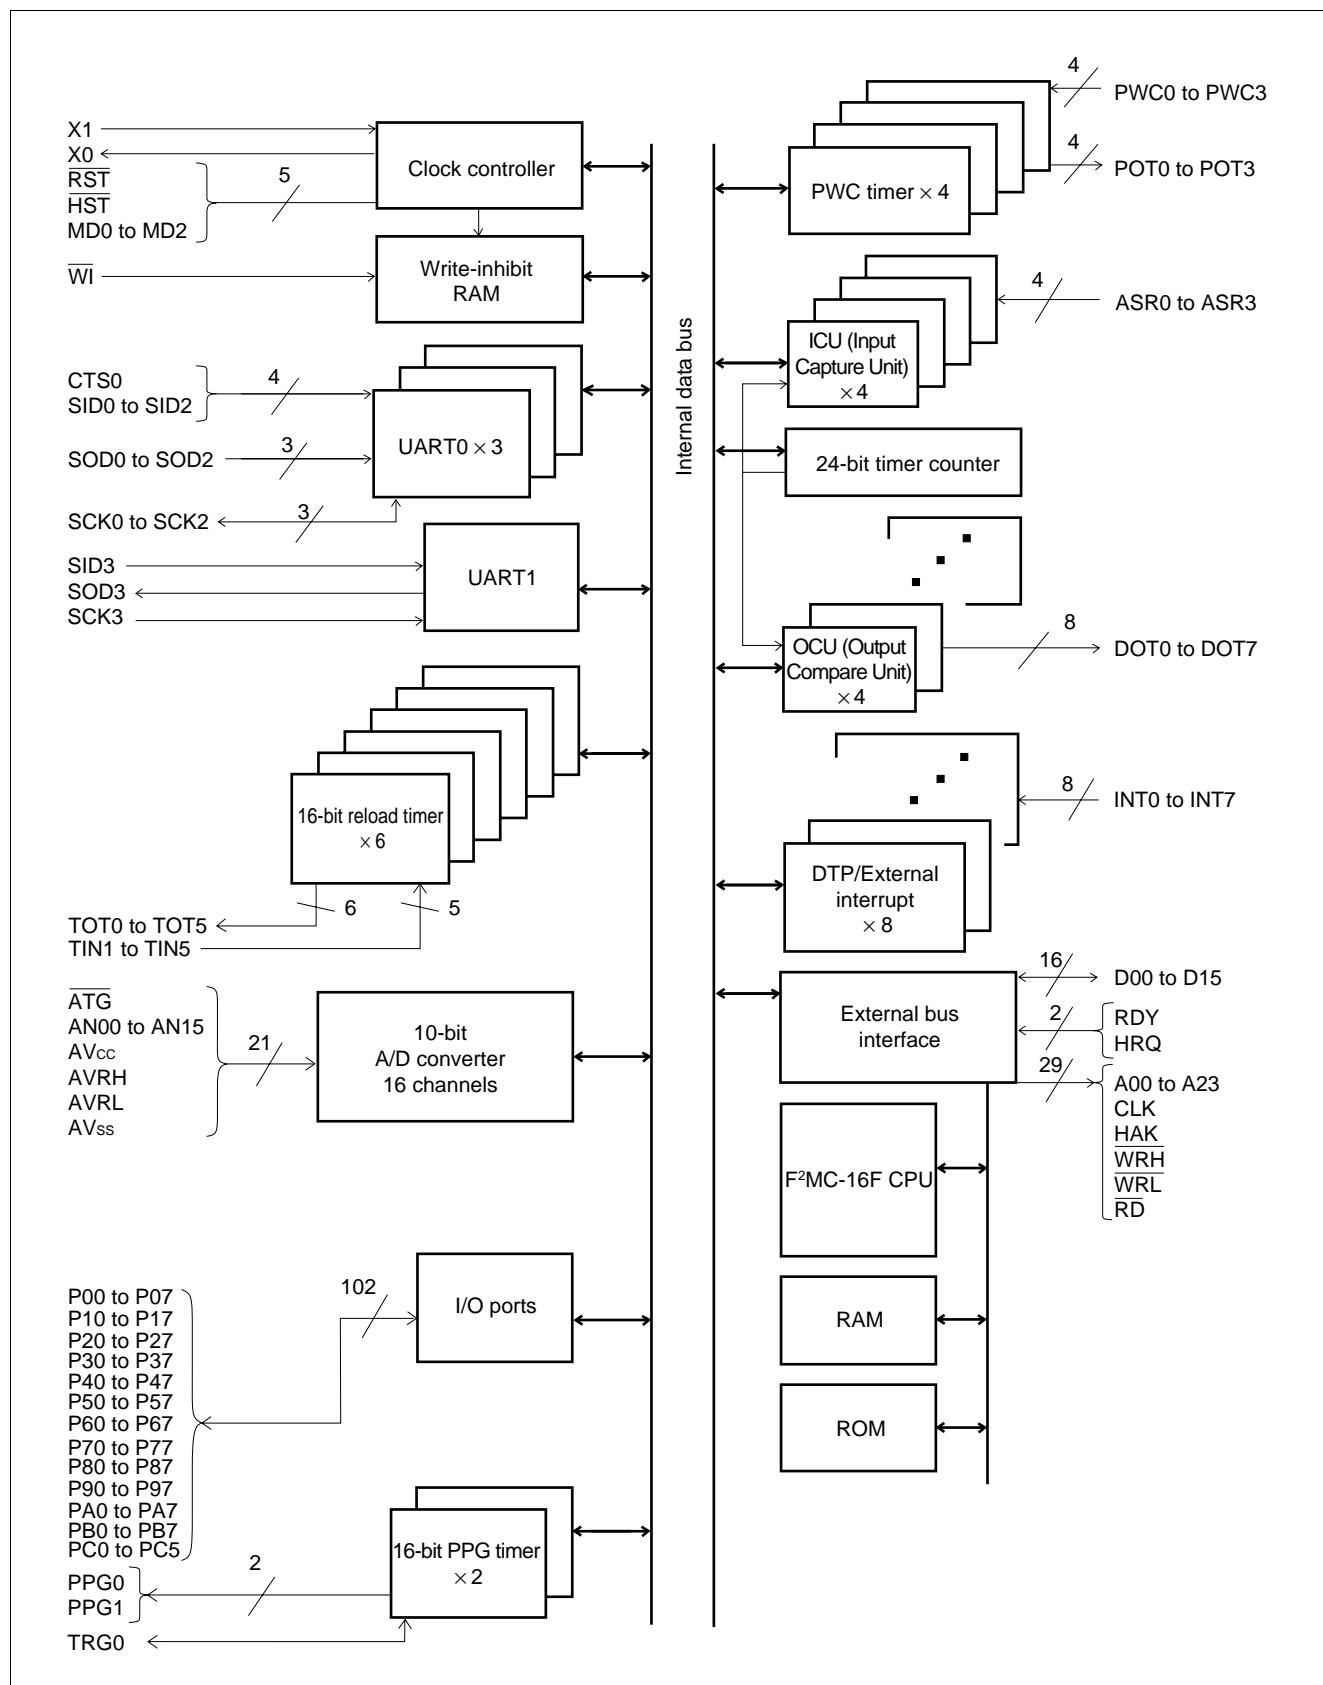 X1
X0
RST
HST
MD0 to MD2
5
Clock controller
WI
Write-inhibit
RAM
CTS0
SID0 to SID2
4
SOD0 to SOD2
3
UART0 × 3
SCK0 to SCK2
3
SID3
SOD3
SCK3
UART1
16-bit reload timer
× 6
6
5
TOT0 to TOT5
TIN1 to TIN5
ATG
AN00 to AN15
AVCC
AVRH
AVRL
AVSS
21
10-bit
A/D converter
16 channels
P00 to P07
P10 to P17
P20 to P27
P30 to P37
P40 to P47
P50 to P57
P60 to P67
P70 to P77
P80 to P87
P90 to P97
PA0 to PA7
PB0 to PB7
PC0 to PC5
102
I/O ports
PPG0
PPG1
2
16-bit PPG timer
× 2
TRG0
Internal data bus
4
PWC0 to PWC3
4
POT0 to POT3
PWC timer × 4
4
ASR0 to ASR3
ICU (Input
Capture Unit)
× 4
24-bit timer counter
OCU (Output
Compare Unit)
× 4
8
DOT0 to DOT7
8
INT0 to INT7
DTP/External
interrupt
× 8
External bus
interface
16
D00 to D15
2
RDY
HRQ
29
A00 to A23
CLK
HAK
WRH
WRL
RD
F²MC-16F CPU
RAM
ROM